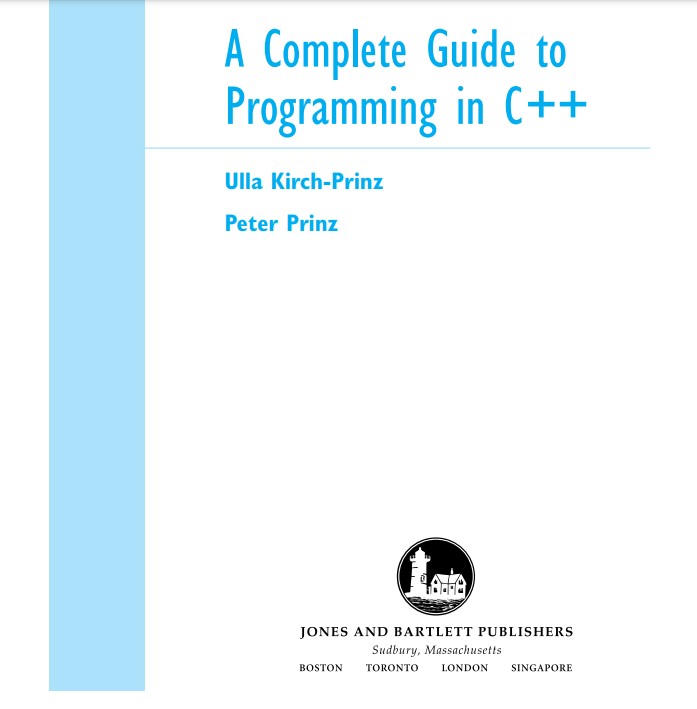 A Complete Guide to
Programming in C++
Ulla Kirch-Prinz
Peter Prinz
JONES AND BARTLETT PUBLISHERS
Sudbury, Massachusetts
BOSTON TORONTO LONDON SINGAPORE